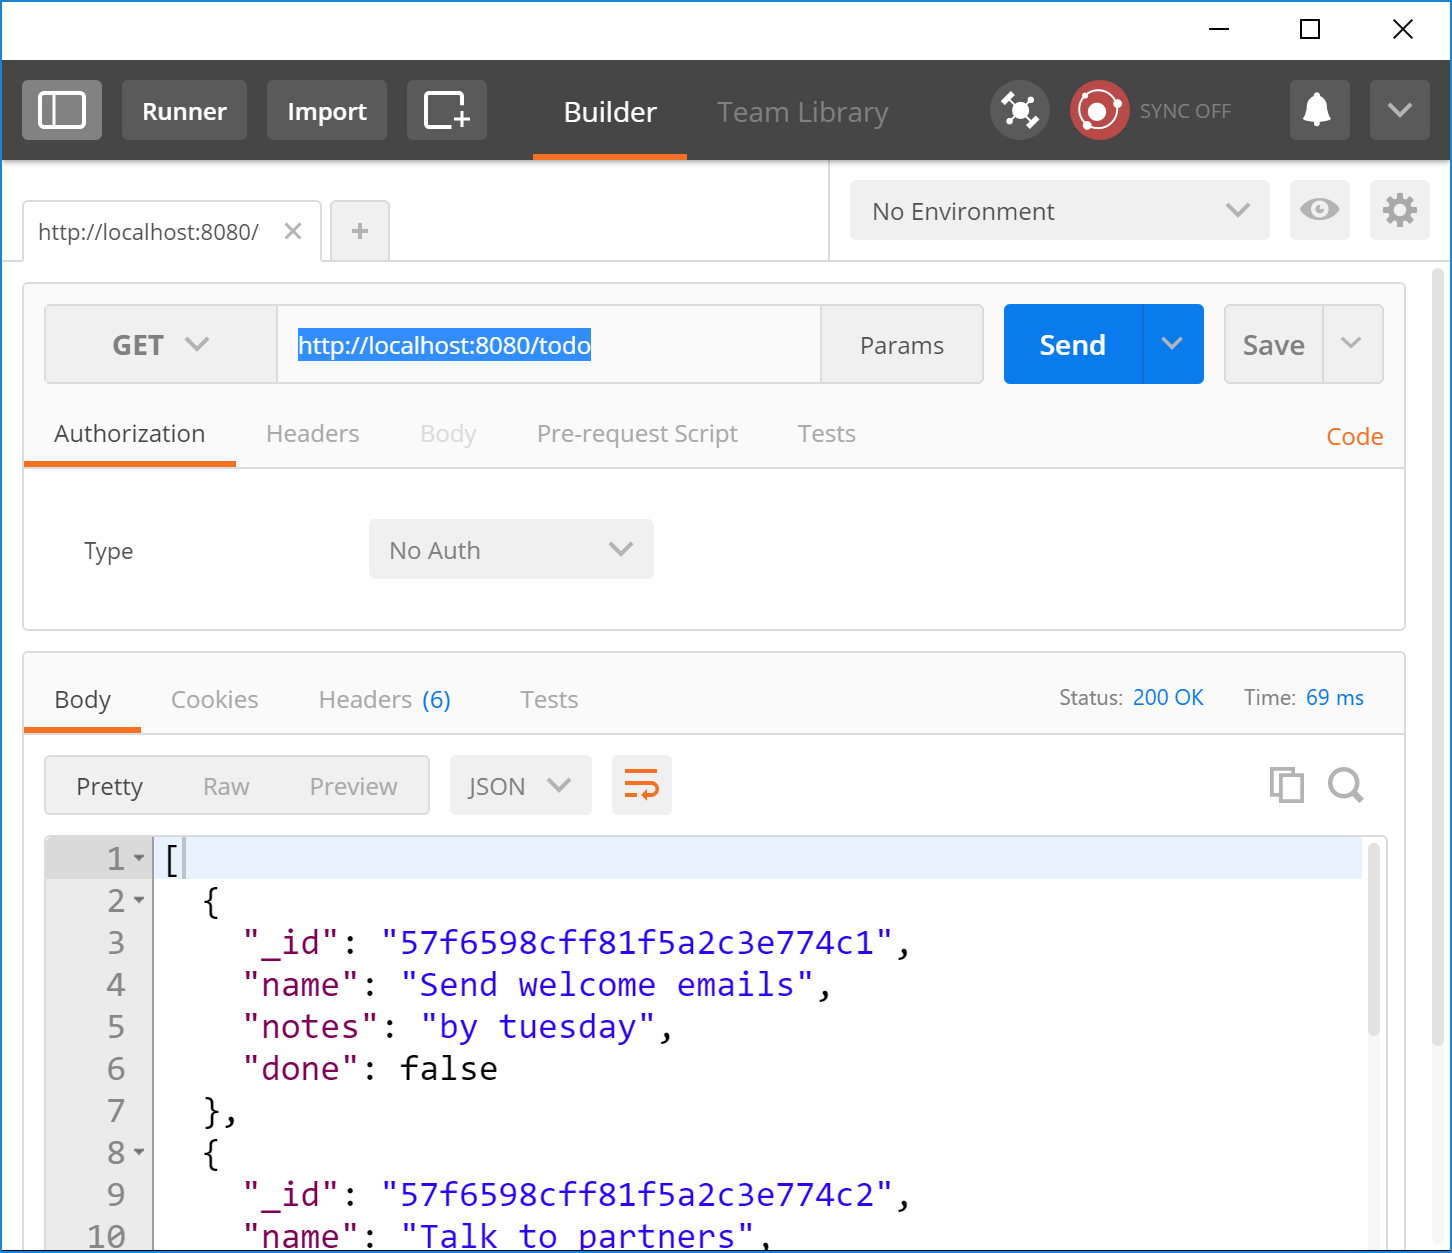 Runner Import Builder Team Library SYNC OFF
http://localhost:8080/ No Environment
GET http://localhost:8080/todo Params Send Save
Authorization Headers Body Pre-request Script Tests Code
Type No Auth
Body Cookies Headers (6) Tests Status: 200 OK Time: 69 ms
Pretty Raw Preview JSON
1 [
2 {
3 "_id": "57f6598cff81f5a2c3e774c1",
4 "name": "Send welcome emails",
5 "notes": "by tuesday",
6 "done": false
7 },
8 {
9 "_id": "57f6598cff81f5a2c3e774c2",
10 "name": "Talk to partners",